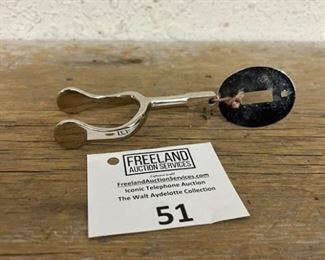 FREELAND
AUCTION SERVICES
FreelandAuctionServices.com
Iconic Telephone Auction
The Walt Aydelotte Collection
51